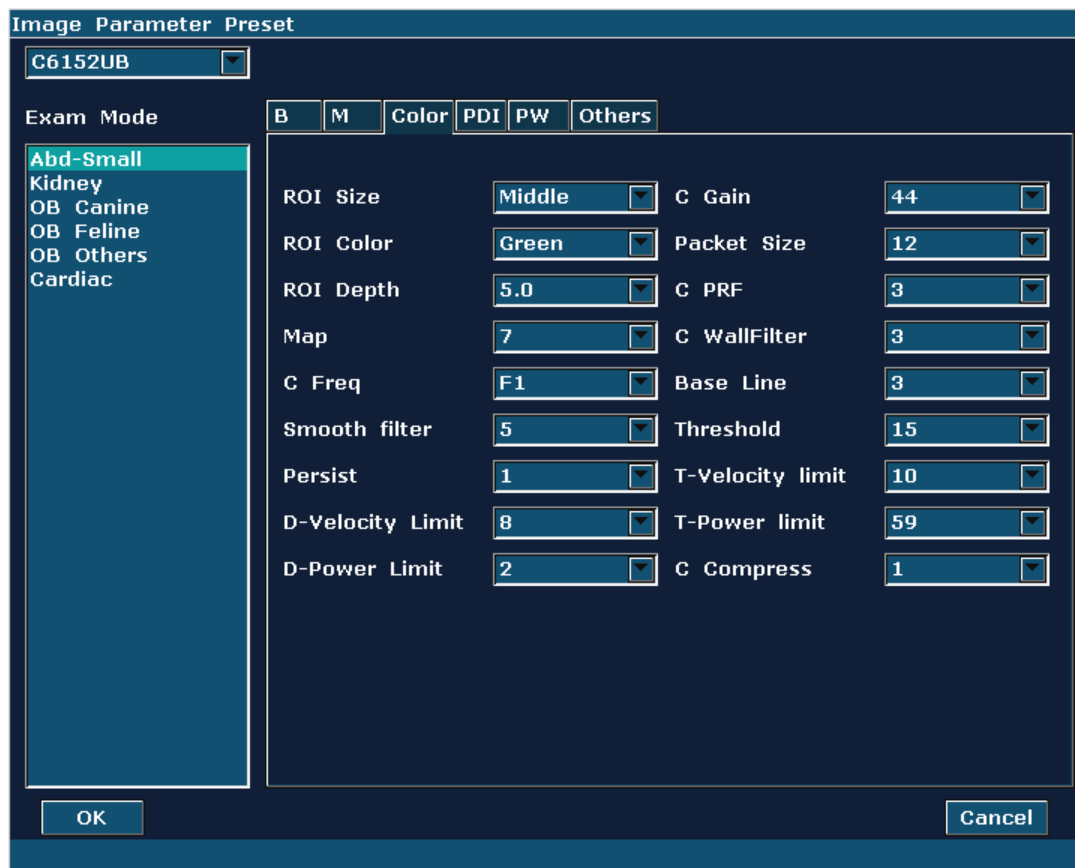 Image Parameter Preset
C6152UB
Exam Mode
B M Color PDI PW Others
Abd-Small
Kidney
OB Canine
OB Feline
OB Others
Cardiac
ROI Size Middle C Gain 44
ROI Color Green Packet Size 12
ROI Depth 5.0 C PRF 3
Map 7 C WallFilter 3
C Freq F1 Base Line 3
Smooth filter 5 Threshold 15
Persist 1 T-Velocity limit 10
D-Velocity Limit 8 T-Power limit 59
D-Power Limit 2 C Compress 1
OK Cancel